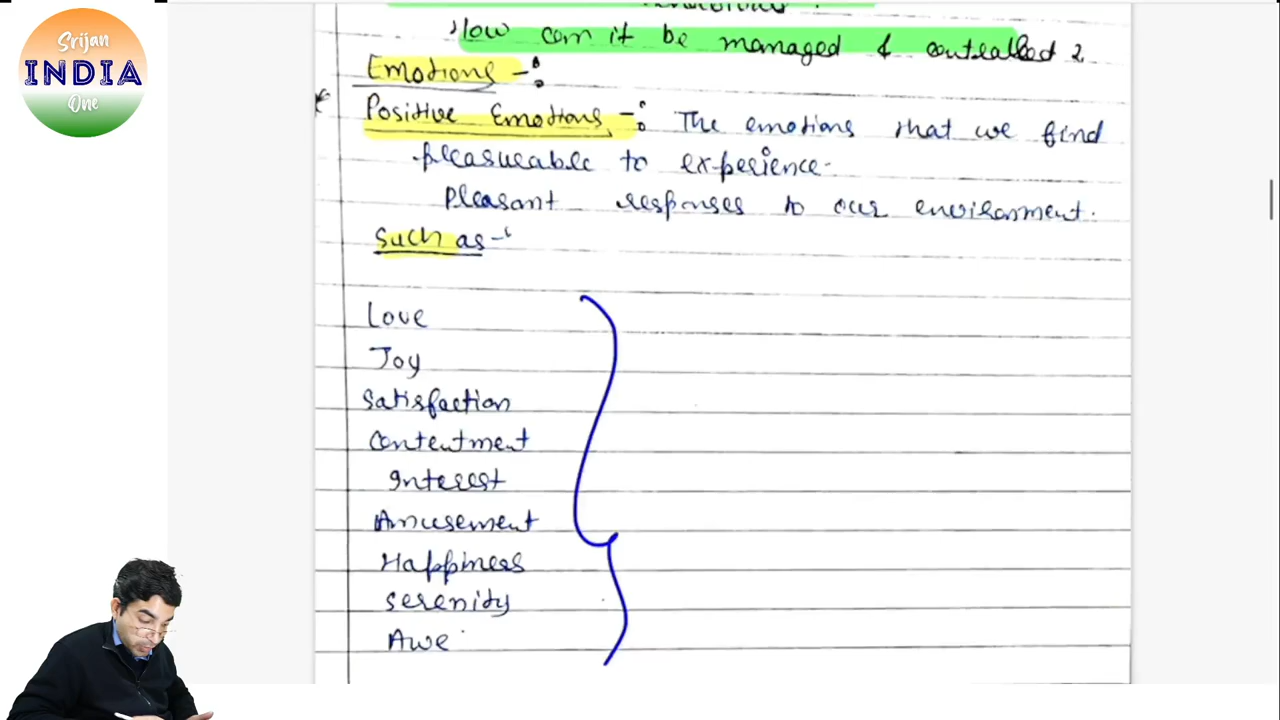 Srijan
INDIA
One
How can it be managed & controlled ?
Emotions -:
Positive Emotions -: The emotions that we find
pleasureable to experience.
Pleasant responses to our environment.
Such as -
Love
Joy
Satisfaction
Contentment
Interest
Amusement
Happiness
Serenity
Awe